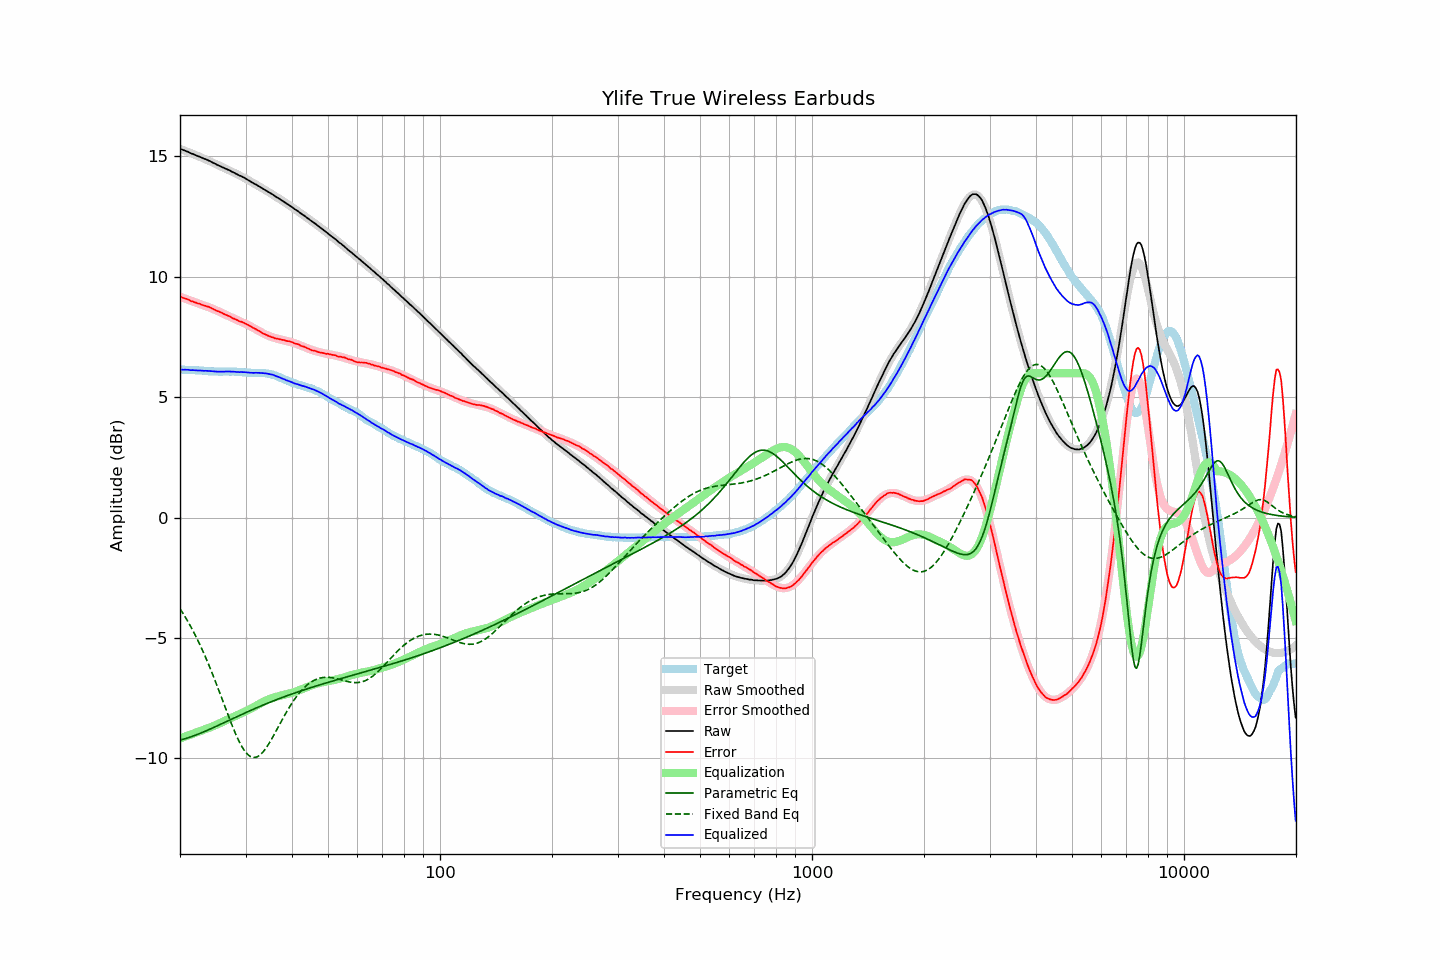 Ylife True Wireless Earbuds
Amplitude (dBr)
15
10
5
0
−5
−10
Target
Raw Smoothed
Error Smoothed
Raw
Error
Equalization
Parametric Eq
Fixed Band Eq
Equalized
100
1000
10000
Frequency (Hz)